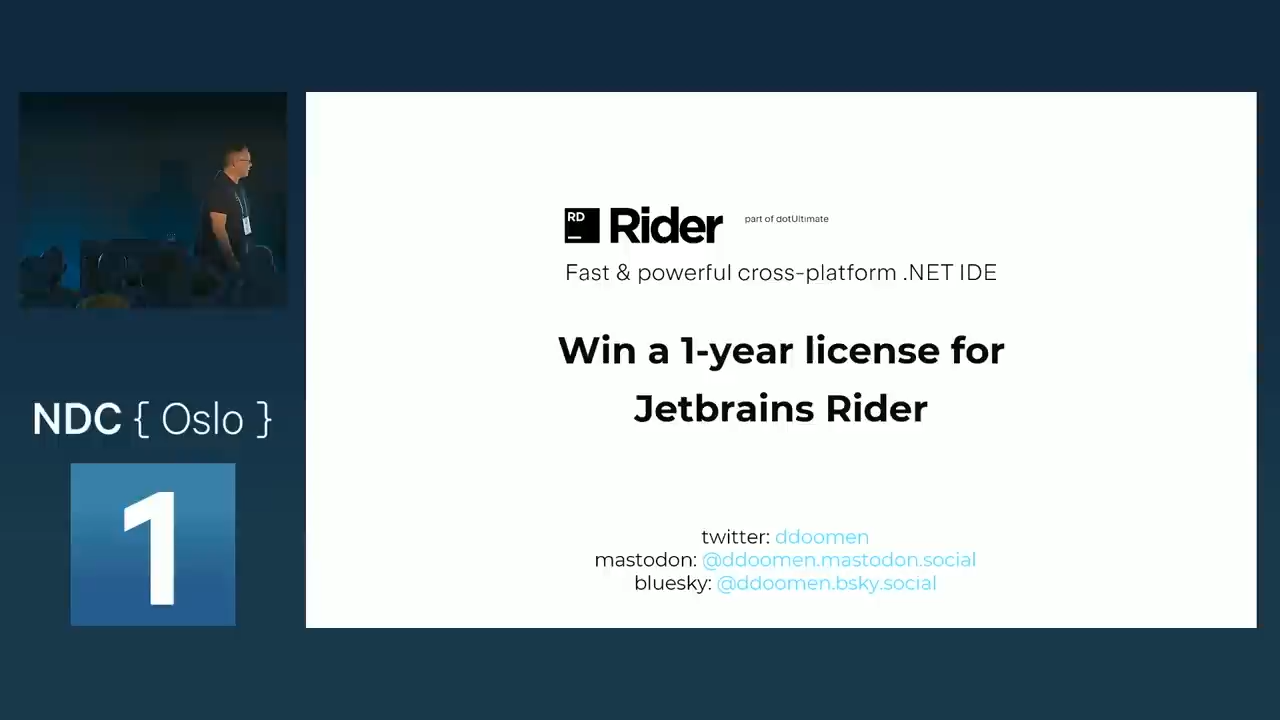 RD Rider part of dotUltimate
Fast & powerful cross-platform .NET IDE
Win a 1-year license for
Jetbrains Rider
twitter: ddoomen
mastodon: @ddoomen.mastodon.social
bluesky: @ddoomen.bsky.social
NDC { Oslo }
1